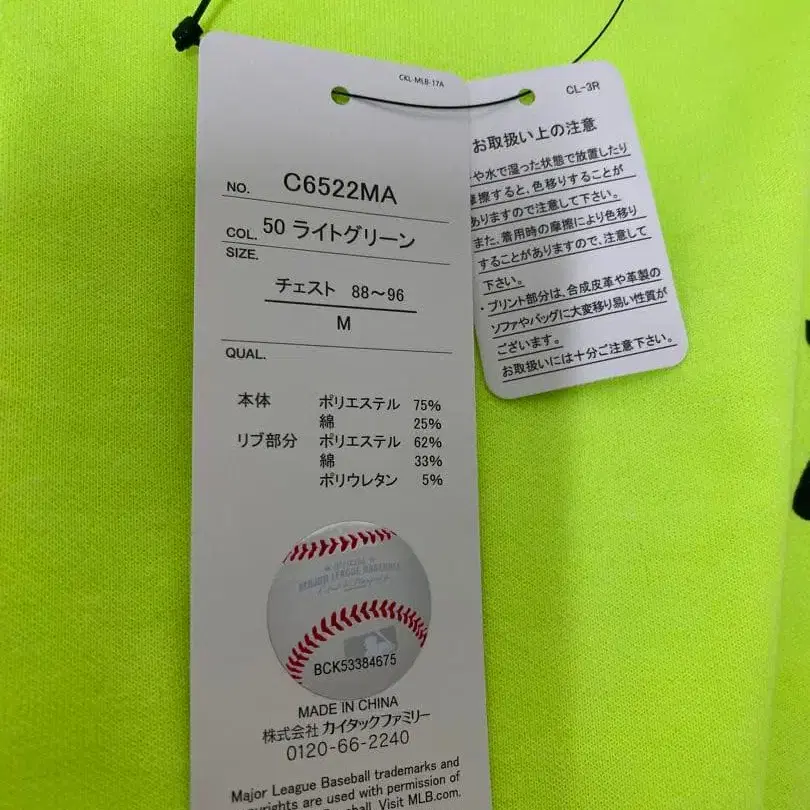 CKL-MLB-17A
NO. C6522MA
COL. 50 ライトグリーン
SIZE.
チェスト 88～96
M
QUAL.
本体 ポリエステル 75%
綿 25%
リブ部分 ポリエステル 62%
綿 33%
ポリウレタン 5%
OFFICIAL
MAJOR LEAGUE BASEBALL
BCK53384675
MADE IN CHINA
株式会社 カイタックファミリー
0120-66-2240
Major League Baseball trademarks and
copyrights are used with permission of
Baseball. Visit MLB.com.
CL-3R
お取扱い上の注意
や水で湿った状態で放置したり
摩擦すると、色移りすることが
ありますので注意して下さい。
また、着用時の摩擦により色移り
することがありますので、注意して
下さい。
・プリント部分は、合成皮革や革製の
ソファやバッグに大変移り易い性質が
ございます。
お取扱いには十分ご注意下さい。